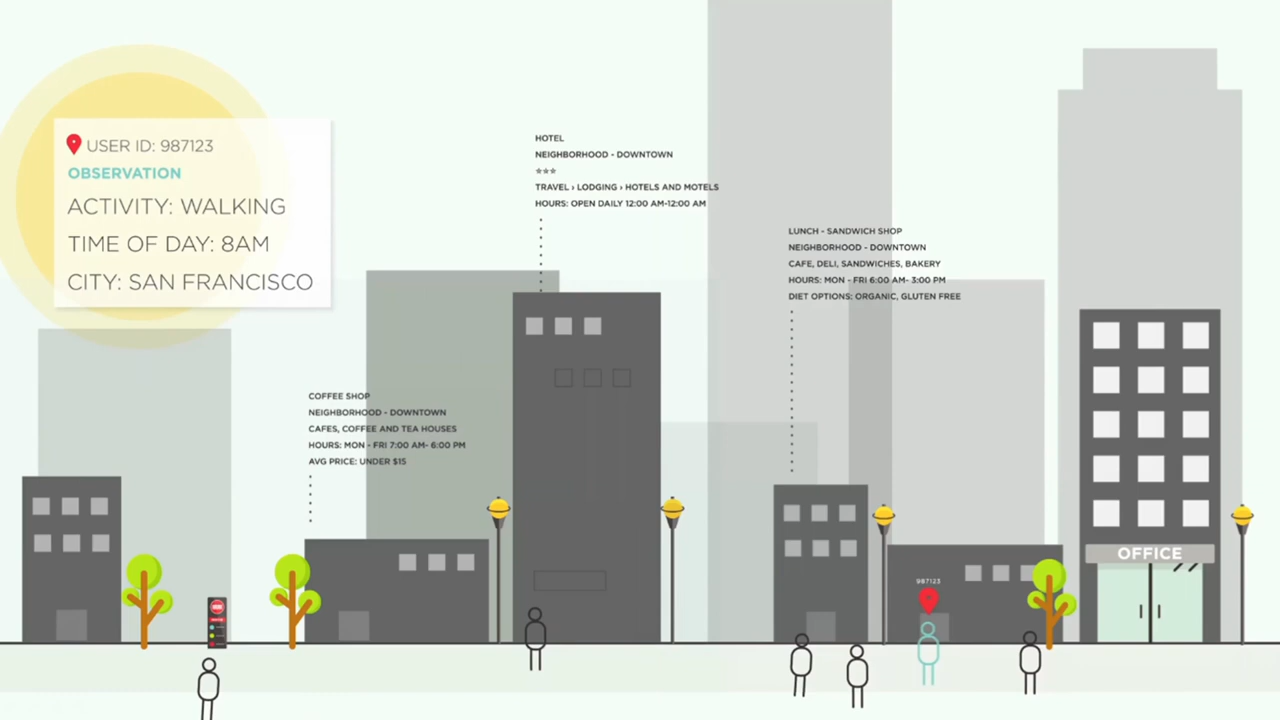 USER ID: 987123
OBSERVATION
ACTIVITY: WALKING
TIME OF DAY: 8AM
CITY: SAN FRANCISCO
HOTEL
NEIGHBORHOOD - DOWNTOWN
***
TRAVEL › LODGING › HOTELS AND MOTELS
HOURS: OPEN DAILY 12:00 AM-12:00 AM
LUNCH - SANDWICH SHOP
NEIGHBORHOOD - DOWNTOWN
CAFE, DELI, SANDWICHES, BAKERY
HOURS: MON - FRI 6:00 AM- 3:00 PM
DIET OPTIONS: ORGANIC, GLUTEN FREE
COFFEE SHOP
NEIGHBORHOOD - DOWNTOWN
CAFES, COFFEE AND TEA HOUSES
HOURS: MON - FRI 7:00 AM- 6:00 PM
AVG PRICE: UNDER $15
OFFICE
987123